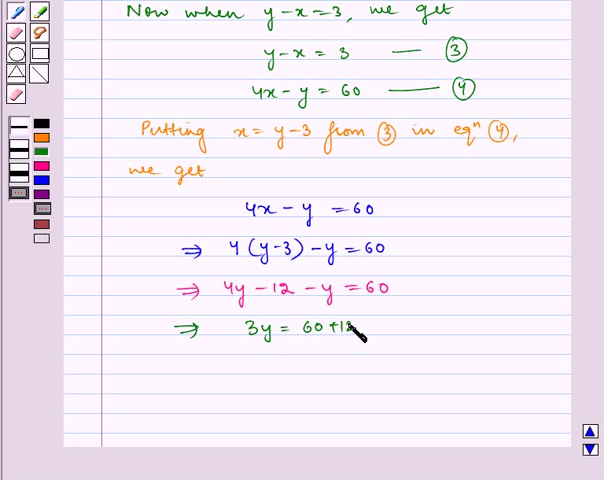 Now when y-x=3, we get
y-x = 3 — ③
4x-y = 60 — ④
Putting x = y-3 from ③ in eqⁿ ④,
we get
4x - y = 60
⇒ 4(y-3) - y = 60
⇒ 4y - 12 - y = 60
⇒ 3y = 60+12